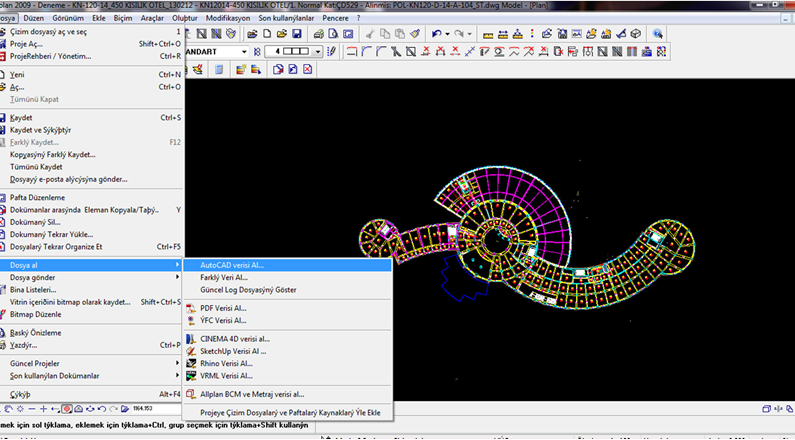 plan 2009 - Deneme - KN-120-14_450 KISILIK OTEL_130212 - KN12014-450 KISILIK OTEL/1. Normal Kat:ÇD529 - Alinmis: POL-KN120-D-14-A-104_ST.dwg Model - [Plan]
osya Düzen Görünüm Ekle Biçim Araçlar Oluştur Modifikasyon Son kullanılanlar Pencere ?
Çizim dosyasý aç ve seç 1
Proje Aç... Shift+Ctrl+O
ProjeRehberi / Yönetim... Ctrl+R
NDART
4
Yeni Ctrl+N
Aç... Ctrl+O
Tümünü Kapat
Kaydet Ctrl+S
Kaydet ve Sýkýþtýr
Farklý Kaydet... F12
Kopyasýný Farklý Kaydet...
Tümünü Kaydet
Dosyayý e-posta alýcýsýna gönder...
Pafta Düzenleme
Dokümanlar arasýnda Eleman Kopyala/Taþý.. Y
Dokümaný Sil...
Dokümaný Tekrar Yükle...
Dosyalarý Tekrar Organize Et Ctrl+F5
Dosya al
AutoCAD verisi Al...
Dosya gönder
Farklý Veri Al...
Bina Listeleri...
Güncel Log Dosyasýný Göster
Vitrin içeriðini bitmap olarak kaydet... Shift+Ctrl+S
PDF Verisi Al...
Bitmap Düzenle
ÝFC Verisi Al...
Baský Önizleme
CINEMA 4D verisi al...
Yazdýr... Ctrl+P
SketchUp Verisi Al ...
Güncel Projeler
Rhino Verisi Al...
Son kullanýlan Dokümanlar
VRML Verisi Al...
Çýkýþ Alt+F4
Allplan BCM ve Metraj verisi al...
1164.153
Projeye Çizim Dosyalarý ve Paftalarý Kaynaklarý Ýle Ekle
mek için sol týklama, eklemek için týklama+Ctrl, grup seçmek için týklama+Shift kullanýn